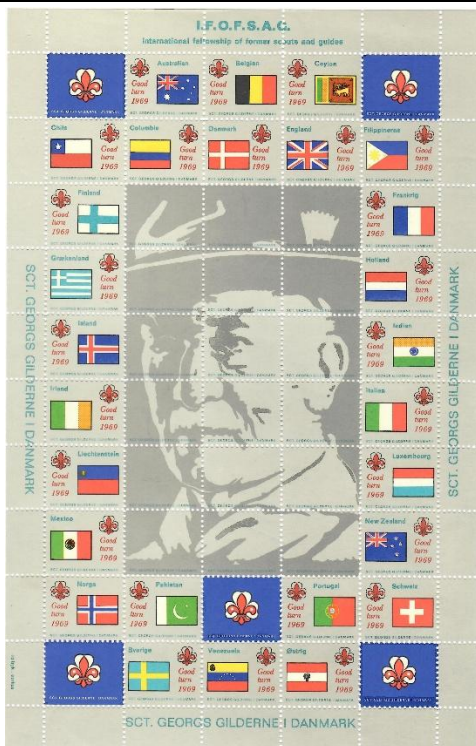 I.F.O.F.S.A.G.
international fellowship of former scouts and guides
Australien
Good turn 1969
Belgien
Good turn 1969
Ceylon
Good turn 1969
Chile
Good turn 1969
Columbia
Good turn 1969
Danmark
Good turn 1969
England
Good turn 1969
Filippinerne
Good turn 1969
Finland
Good turn 1969
Frankrig
Good turn 1969
Grækenland
Good turn 1969
Holland
Good turn 1969
Island
Good turn 1969
Indien
Good turn 1969
Irland
Good turn 1969
Italien
Good turn 1969
Liechtenstein
Good turn 1969
Luxembourg
Good turn 1969
Mexico
Good turn 1969
New Zealand
Good turn 1969
Norge
Good turn 1969
Pakistan
Good turn 1969
Portugal
Good turn 1969
Schweiz
Good turn 1969
Sverige
Good turn 1969
Venezuela
Good turn 1969
Østrig
Good turn 1969
SCT. GEORGS GILDERNE I DANMARK
SCT. GEORGS GILDERNE I DANMARK
SCT. GEORGS GILDERNE I DANMARK